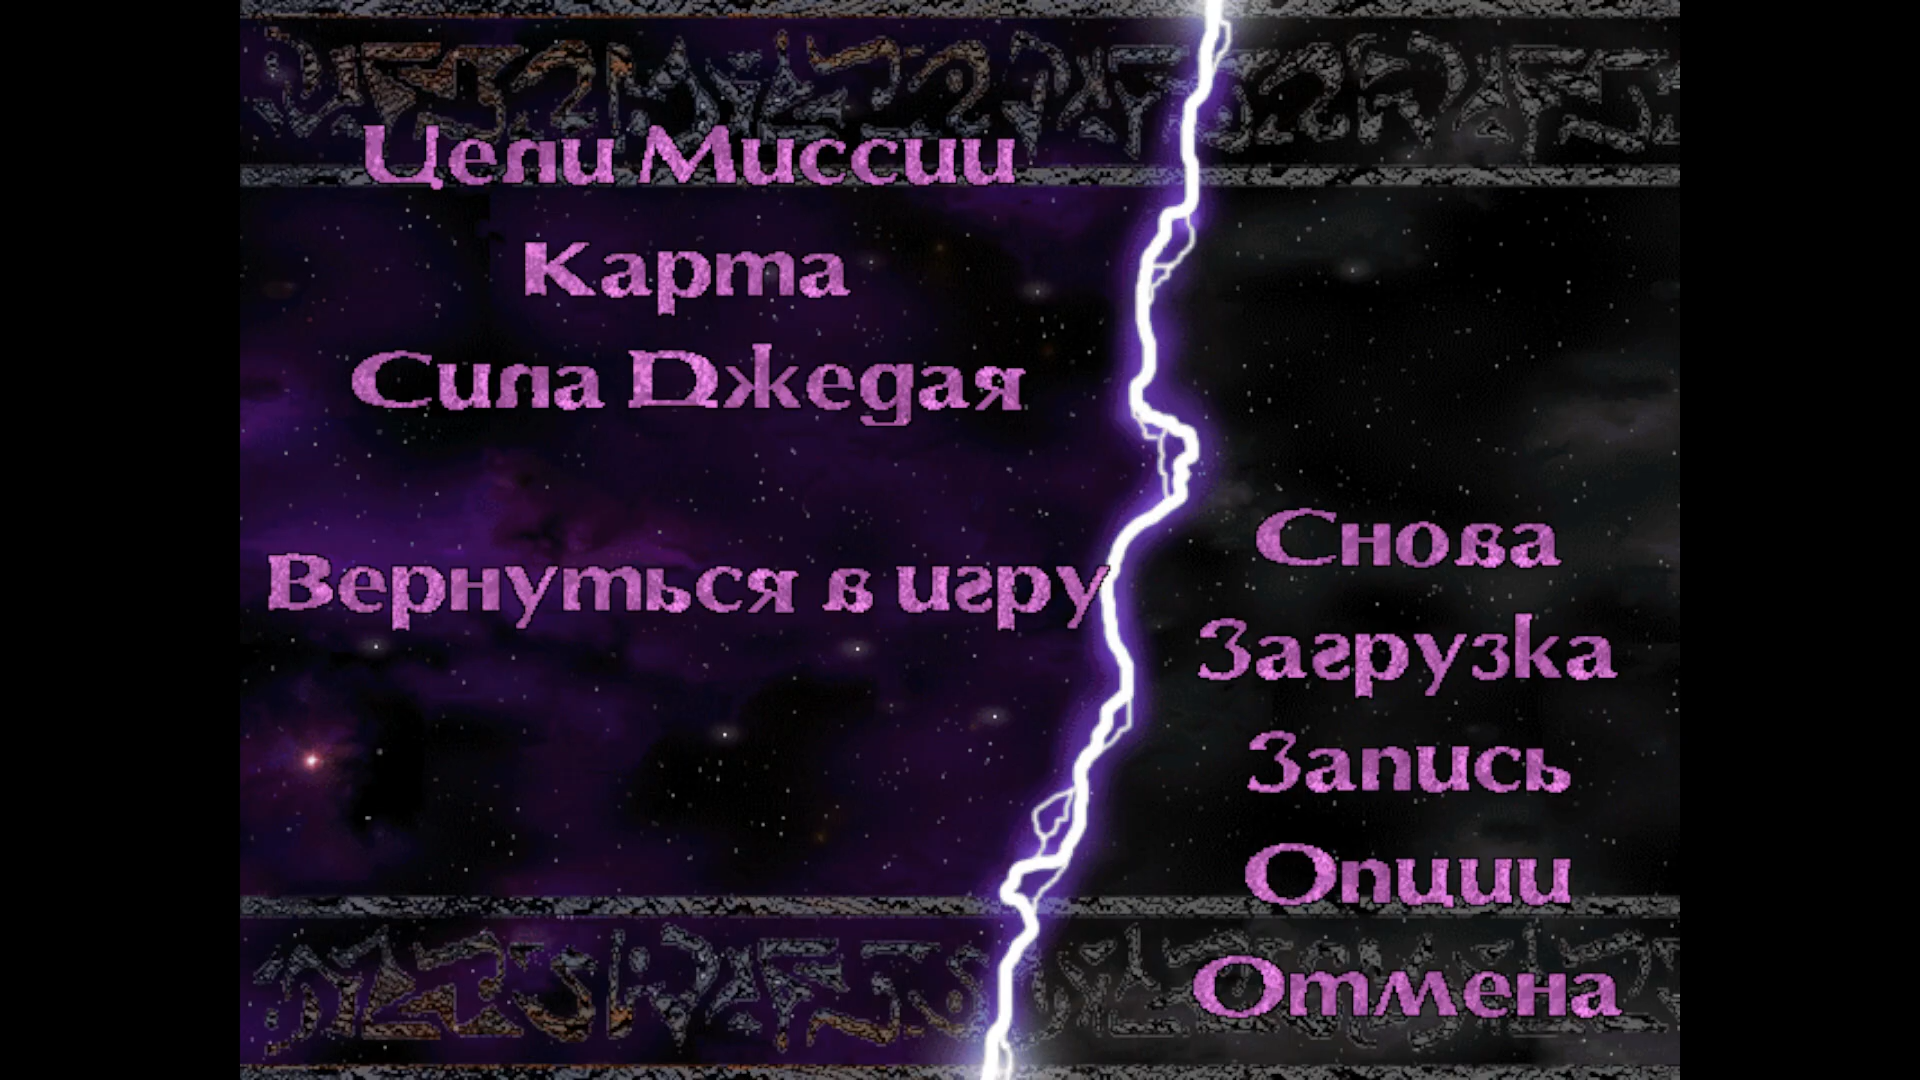 Цели Миссии
Карта
Сила Джедая
Вернуться в игру
Снова
Загрузка
Запись
Опции
Отмена